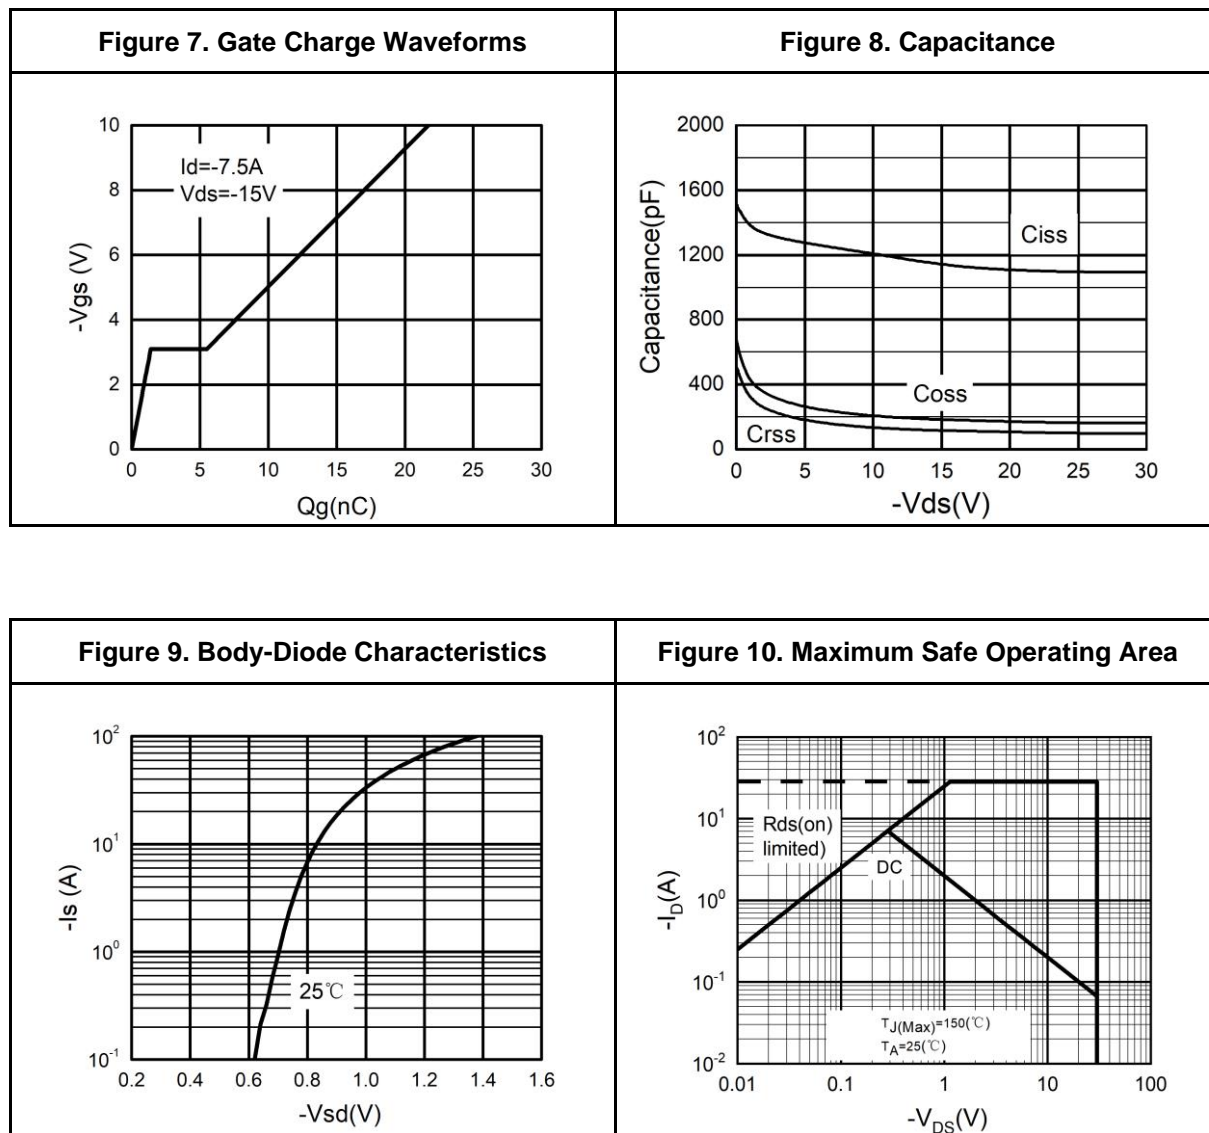 Figure 7. Gate Charge Waveforms
Figure 8. Capacitance
10
8
6
4
2
0
-Vgs (V)
Id=-7.5A
Vds=-15V
0 5 10 15 20 25 30
Qg(nC)
2000
1600
1200
800
400
0
Capacitance(pF)
Ciss
Coss
Crss
0 5 10 15 20 25 30
-Vds(V)
Figure 9. Body-Diode Characteristics
Figure 10. Maximum Safe Operating Area
10²
10¹
10⁰
10⁻¹
-Is (A)
25℃
0.2 0.4 0.6 0.8 1.0 1.2 1.4 1.6
-Vsd(V)
10²
10¹
10⁰
10⁻¹
10⁻²
-I_D(A)
Rds(on)
limited)
DC
T_J(Max)=150(℃)
T_A=25(℃)
0.01 0.1 1 10 100
-V_DS(V)